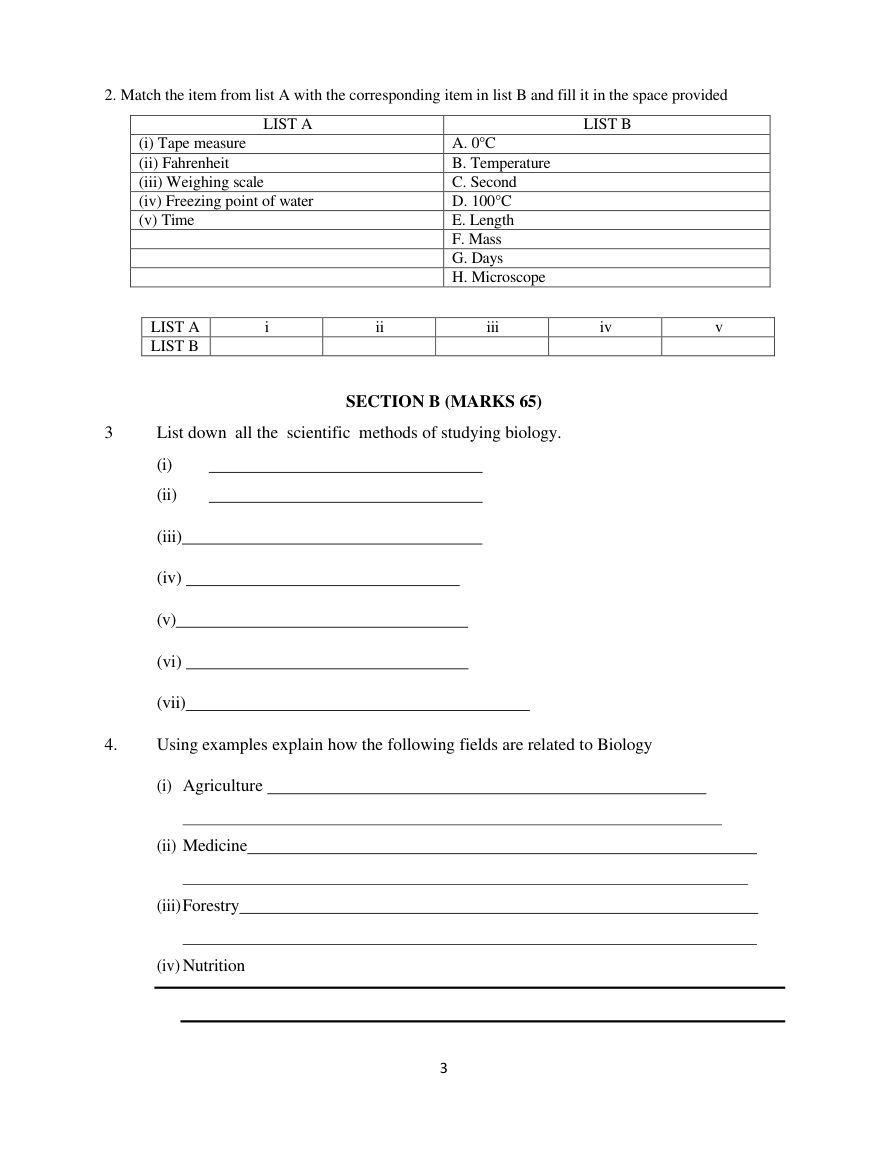 2. Match the item from list A with the corresponding item in list B and fill it in the space provided
LIST A LIST B
(i) Tape measure A. 0°C
(ii) Fahrenheit B. Temperature
(iii) Weighing scale C. Second
(iv) Freezing point of water D. 100°C
(v) Time E. Length
F. Mass
G. Days
H. Microscope
LIST A i ii iii iv v
LIST B
SECTION B (MARKS 65)
3 List down all the scientific methods of studying biology.
(i)
(ii)
(iii)
(iv)
(v)
(vi)
(vii)
4. Using examples explain how the following fields are related to Biology
(i) Agriculture
(ii) Medicine
(iii) Forestry
(iv) Nutrition
3